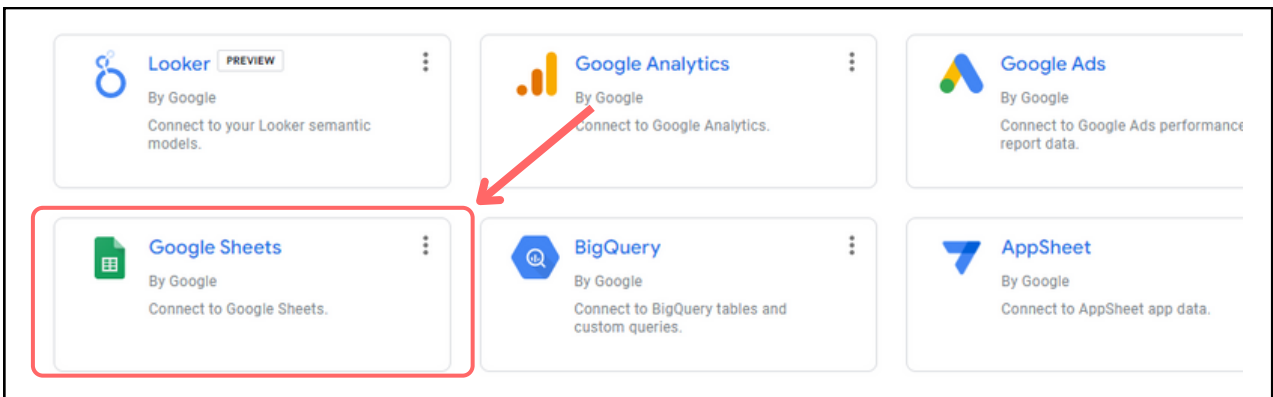 Looker PREVIEW
By Google
Connect to your Looker semantic
models.
Google Analytics
By Google
Connect to Google Analytics.
Google Ads
By Google
Connect to Google Ads performance
report data.
Google Sheets
By Google
Connect to Google Sheets.
BigQuery
By Google
Connect to BigQuery tables and
custom queries.
AppSheet
By Google
Connect to AppSheet app data.